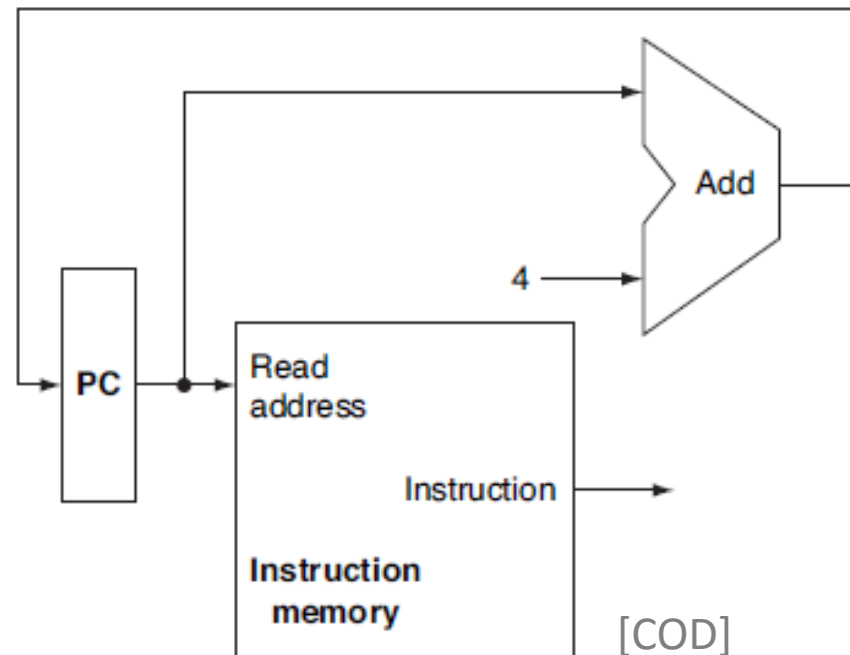 Add
4
PC
Read
address
Instruction
Instruction
memory
[COD]